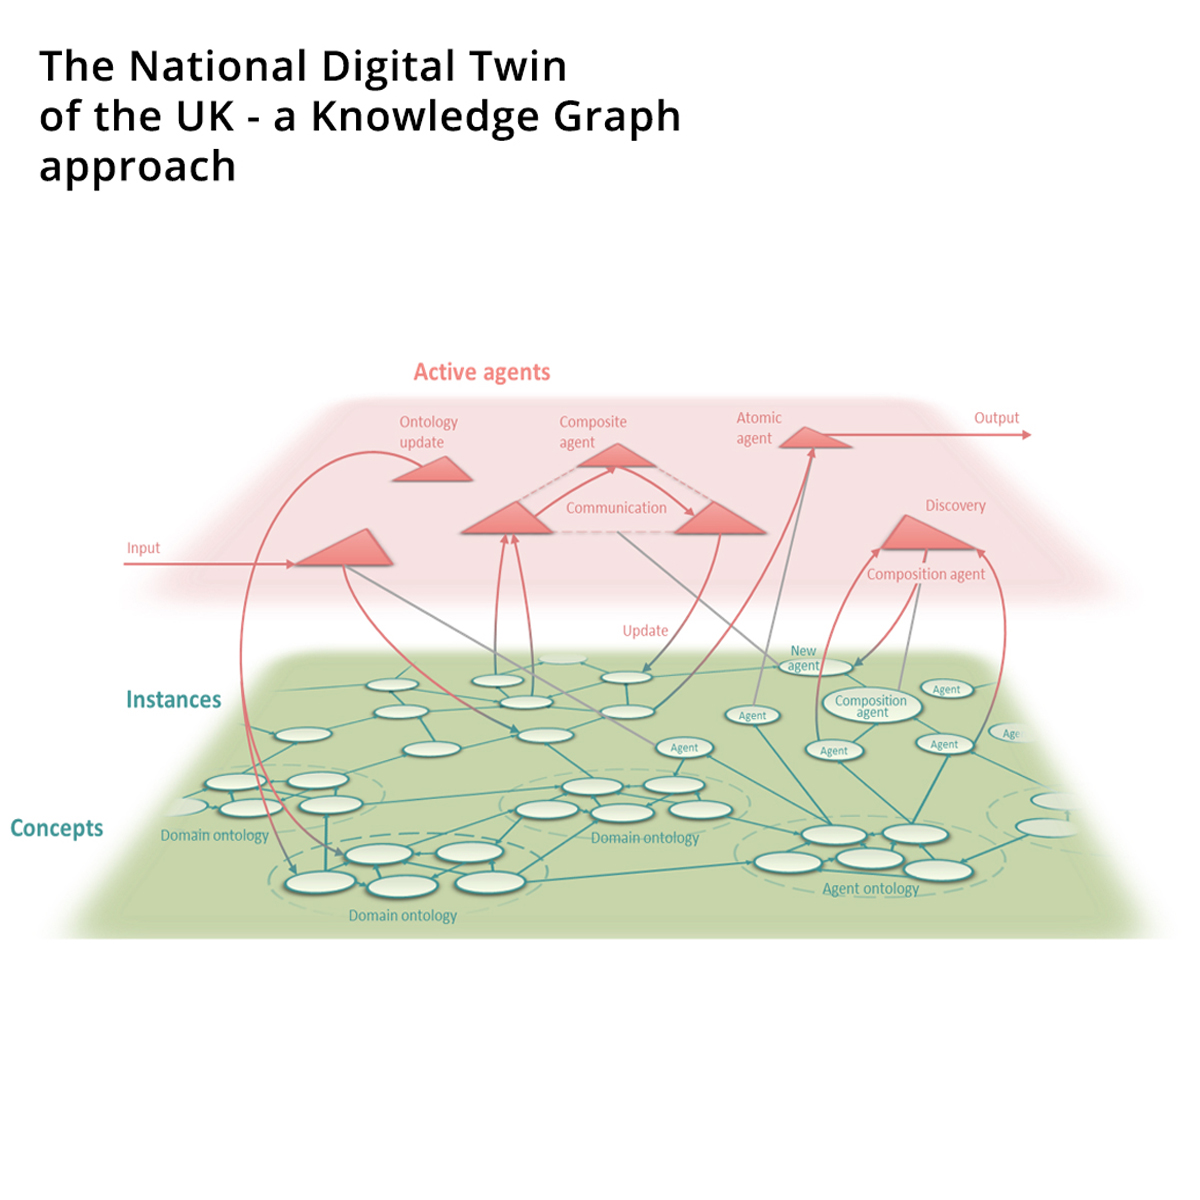 The National Digital Twin
of the UK - a Knowledge Graph
approach
Active agents
Ontology
update
Composite
agent
Atomic
agent
Output
Communication
Discovery
Input
Composition agent
Update
New
agent
Instances
Agent
Composition
agent
Agent
Agent
Agent
Agent
Age
Concepts
Domain ontology
Domain ontology
Agent ontology
Domain ontology